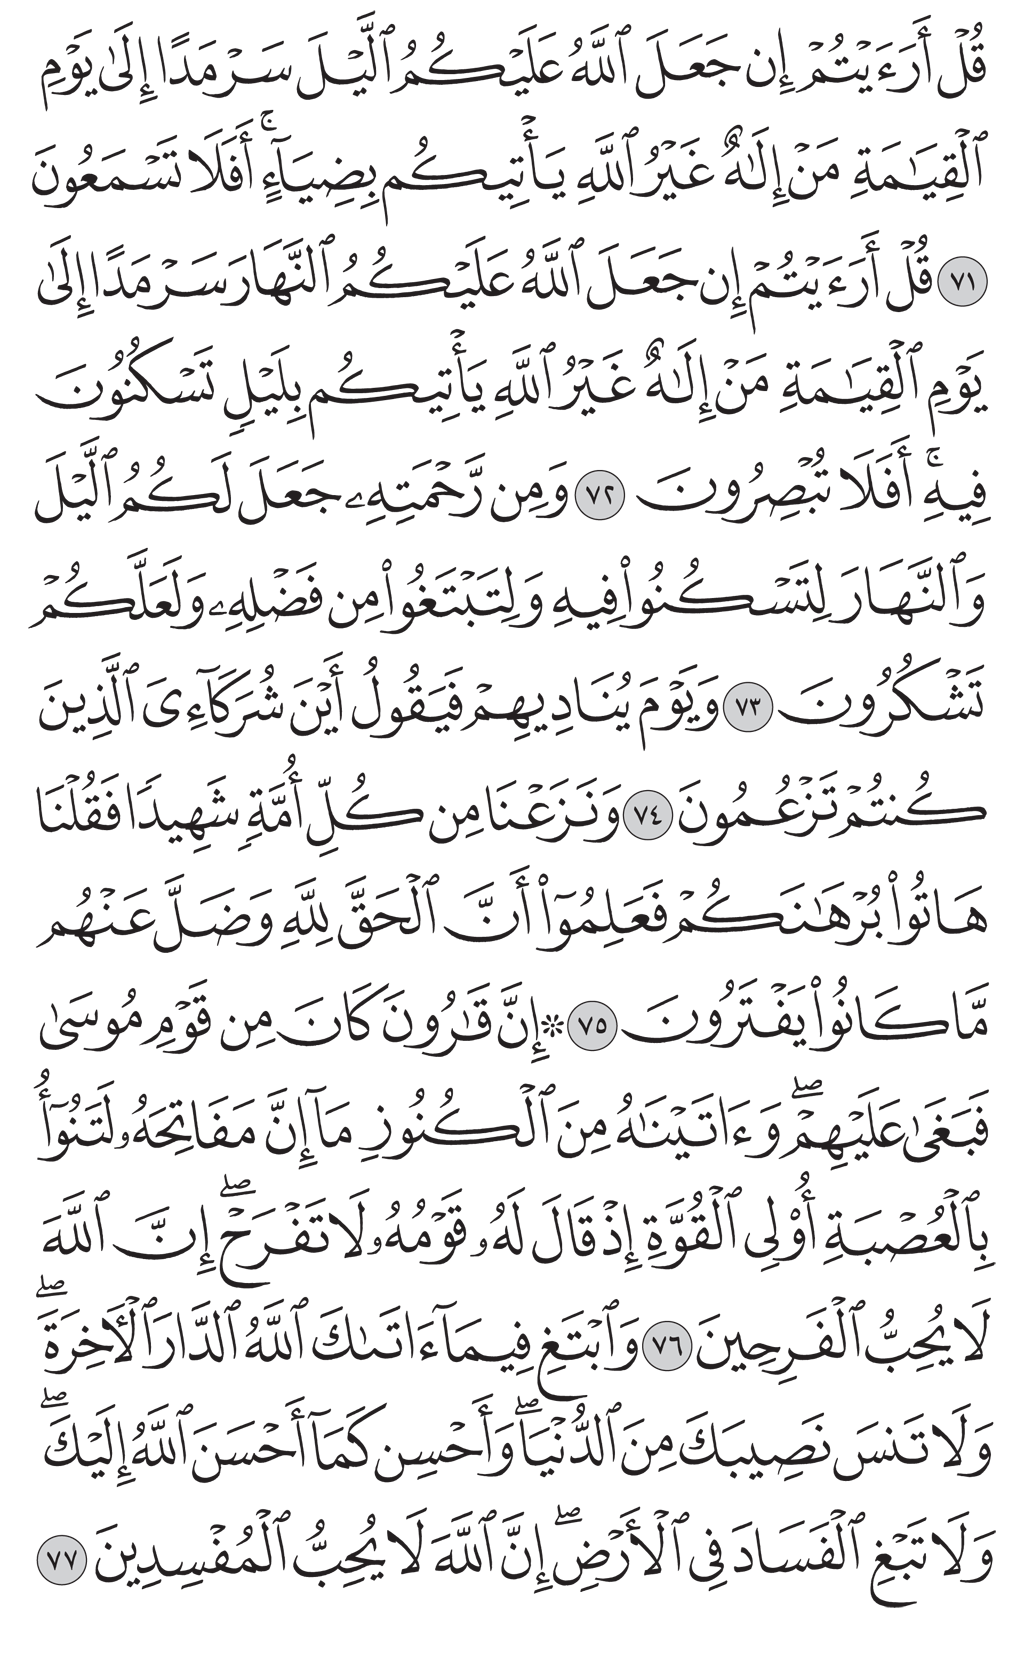 قُلْ أَرَءَيْتُمْ إِن جَعَلَ ٱللَّهُ عَلَيْكُمُ ٱلَّيْلَ سَرْمَدًا إِلَىٰ يَوْمِ
ٱلْقِيَـٰمَةِ مَنْ إِلَـٰهٌ غَيْرُ ٱللَّهِ يَأْتِيكُم بِضِيَآءٍ ۚ أَفَلَا تَسْمَعُونَ
٧١ قُلْ أَرَءَيْتُمْ إِن جَعَلَ ٱللَّهُ عَلَيْكُمُ ٱلنَّهَارَ سَرْمَدًا إِلَىٰ
يَوْمِ ٱلْقِيَـٰمَةِ مَنْ إِلَـٰهٌ غَيْرُ ٱللَّهِ يَأْتِيكُم بِلَيْلٍ تَسْكُنُونَ
فِيهِ ۚ أَفَلَا تُبْصِرُونَ ٧٢ وَمِن رَّحْمَتِهِۦ جَعَلَ لَكُمُ ٱلَّيْلَ
وَٱلنَّهَارَ لِتَسْكُنُوا۟ فِيهِ وَلِتَبْتَغُوا۟ مِن فَضْلِهِۦ وَلَعَلَّكُمْ
تَشْكُرُونَ ٧٣ وَيَوْمَ يُنَادِيهِمْ فَيَقُولُ أَيْنَ شُرَكَآءِىَ ٱلَّذِينَ
كُنتُمْ تَزْعُمُونَ ٧٤ وَنَزَعْنَا مِن كُلِّ أُمَّةٍ شَهِيدًا فَقُلْنَا
هَاتُوا۟ بُرْهَـٰنَكُمْ فَعَلِمُوٓا۟ أَنَّ ٱلْحَقَّ لِلَّهِ وَضَلَّ عَنْهُم
مَّا كَانُوا۟ يَفْتَرُونَ ٧٥ ۞ إِنَّ قَـٰرُونَ كَانَ مِن قَوْمِ مُوسَىٰ
فَبَغَىٰ عَلَيْهِمْ ۖ وَءَاتَيْنَـٰهُ مِنَ ٱلْكُنُوزِ مَآ إِنَّ مَفَاتِحَهُۥ لَتَنُوٓأُ
بِٱلْعُصْبَةِ أُو۟لِى ٱلْقُوَّةِ إِذْ قَالَ لَهُۥ قَوْمُهُۥ لَا تَفْرَحْ ۖ إِنَّ ٱللَّهَ
لَا يُحِبُّ ٱلْفَرِحِينَ ٧٦ وَٱبْتَغِ فِيمَآ ءَاتَىٰكَ ٱللَّهُ ٱلدَّارَ ٱلْـَٔاخِرَةَ ۖ
وَلَا تَنسَ نَصِيبَكَ مِنَ ٱلدُّنْيَا ۖ وَأَحْسِن كَمَآ أَحْسَنَ ٱللَّهُ إِلَيْكَ ۖ
وَلَا تَبْغِ ٱلْفَسَادَ فِى ٱلْأَرْضِ ۖ إِنَّ ٱللَّهَ لَا يُحِبُّ ٱلْمُفْسِدِينَ ٧٧